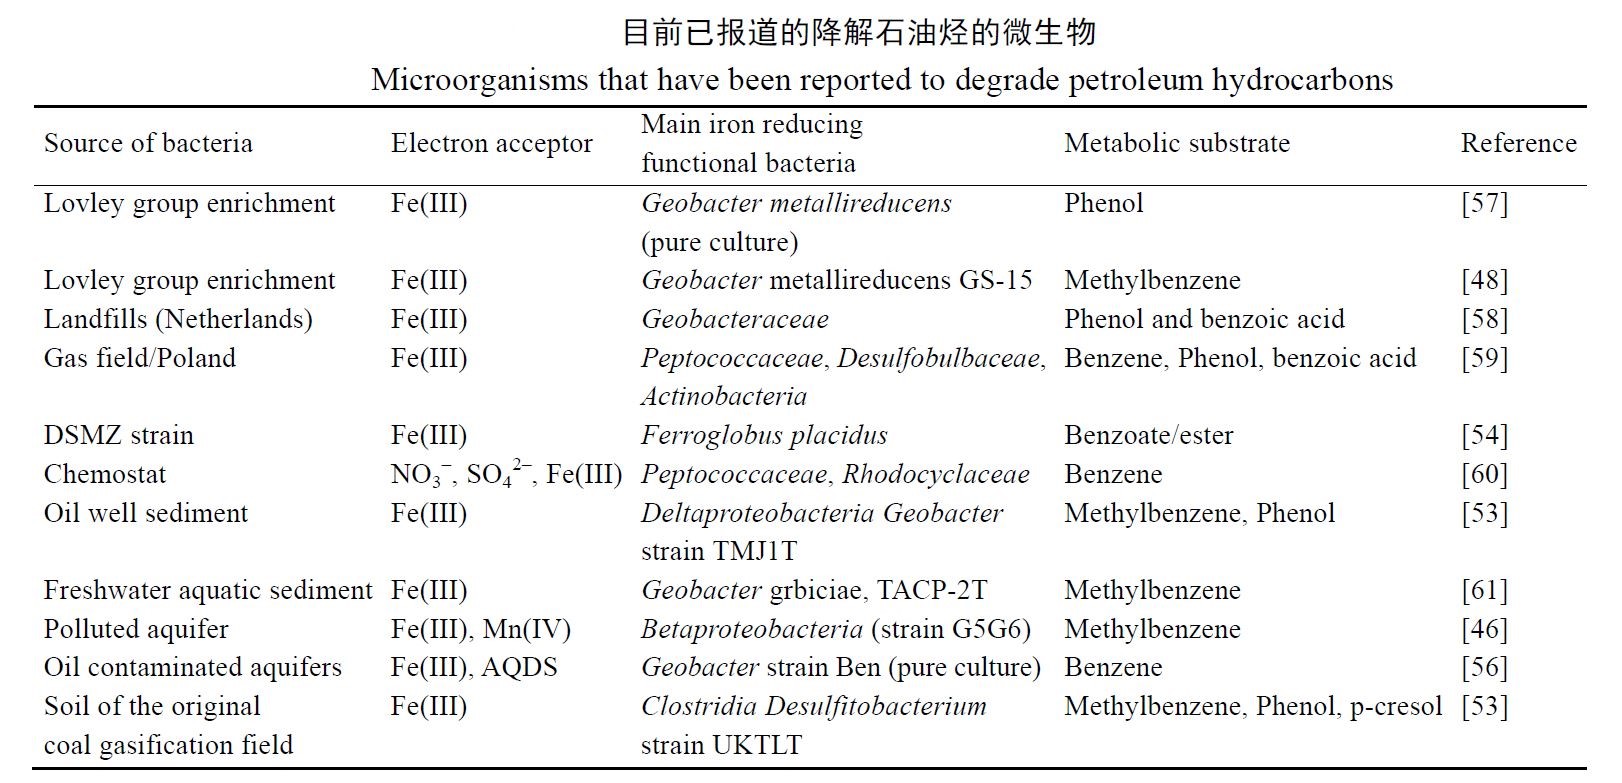 目前已报道的降解石油烃的微生物
Microorganisms that have been reported to degrade petroleum hydrocarbons
Source of bacteria Electron acceptor Main iron reducing functional bacteria Metabolic substrate Reference
Lovley group enrichment Fe(III) Geobacter metallireducens Phenol [57]
(pure culture)
Lovley group enrichment Fe(III) Geobacter metallireducens GS-15 Methylbenzene [48]
Landfills (Netherlands) Fe(III) Geobacteraceae Phenol and benzoic acid [58]
Gas field/Poland Fe(III) Peptococcaceae, Desulfobulbaceae, Benzene, Phenol, benzoic acid [59]
Actinobacteria
DSMZ strain Fe(III) Ferroglobus placidus Benzoate/ester [54]
Chemostat NO₃⁻, SO₄²⁻, Fe(III) Peptococcaceae, Rhodocyclaceae Benzene [60]
Oil well sediment Fe(III) Deltaproteobacteria Geobacter Methylbenzene, Phenol [53]
strain TMJ1T
Freshwater aquatic sediment Fe(III) Geobacter grbiciae, TACP-2T Methylbenzene [61]
Polluted aquifer Fe(III), Mn(IV) Betaproteobacteria (strain G5G6) Methylbenzene [46]
Oil contaminated aquifers Fe(III), AQDS Geobacter strain Ben (pure culture) Benzene [56]
Soil of the original Fe(III) Clostridia Desulfitobacterium Methylbenzene, Phenol, p-cresol [53]
coal gasification field strain UKTLT